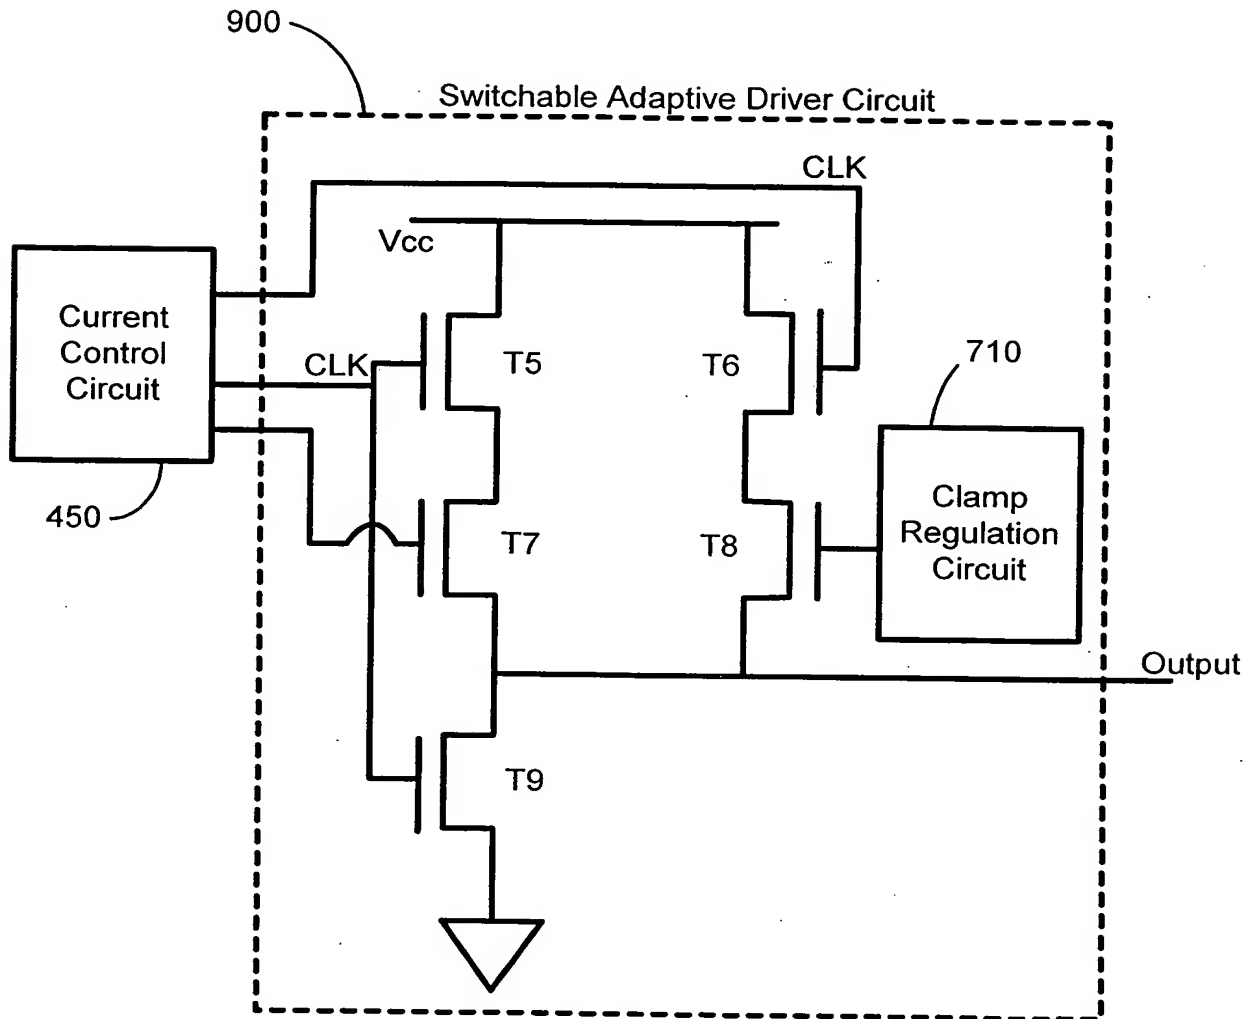 900
Switchable Adaptive Driver Circuit
CLK
Vcc
Current
Control
Circuit
CLK
T5
T6
710
450
T7
T8
Clamp
Regulation
Circuit
Output
T9